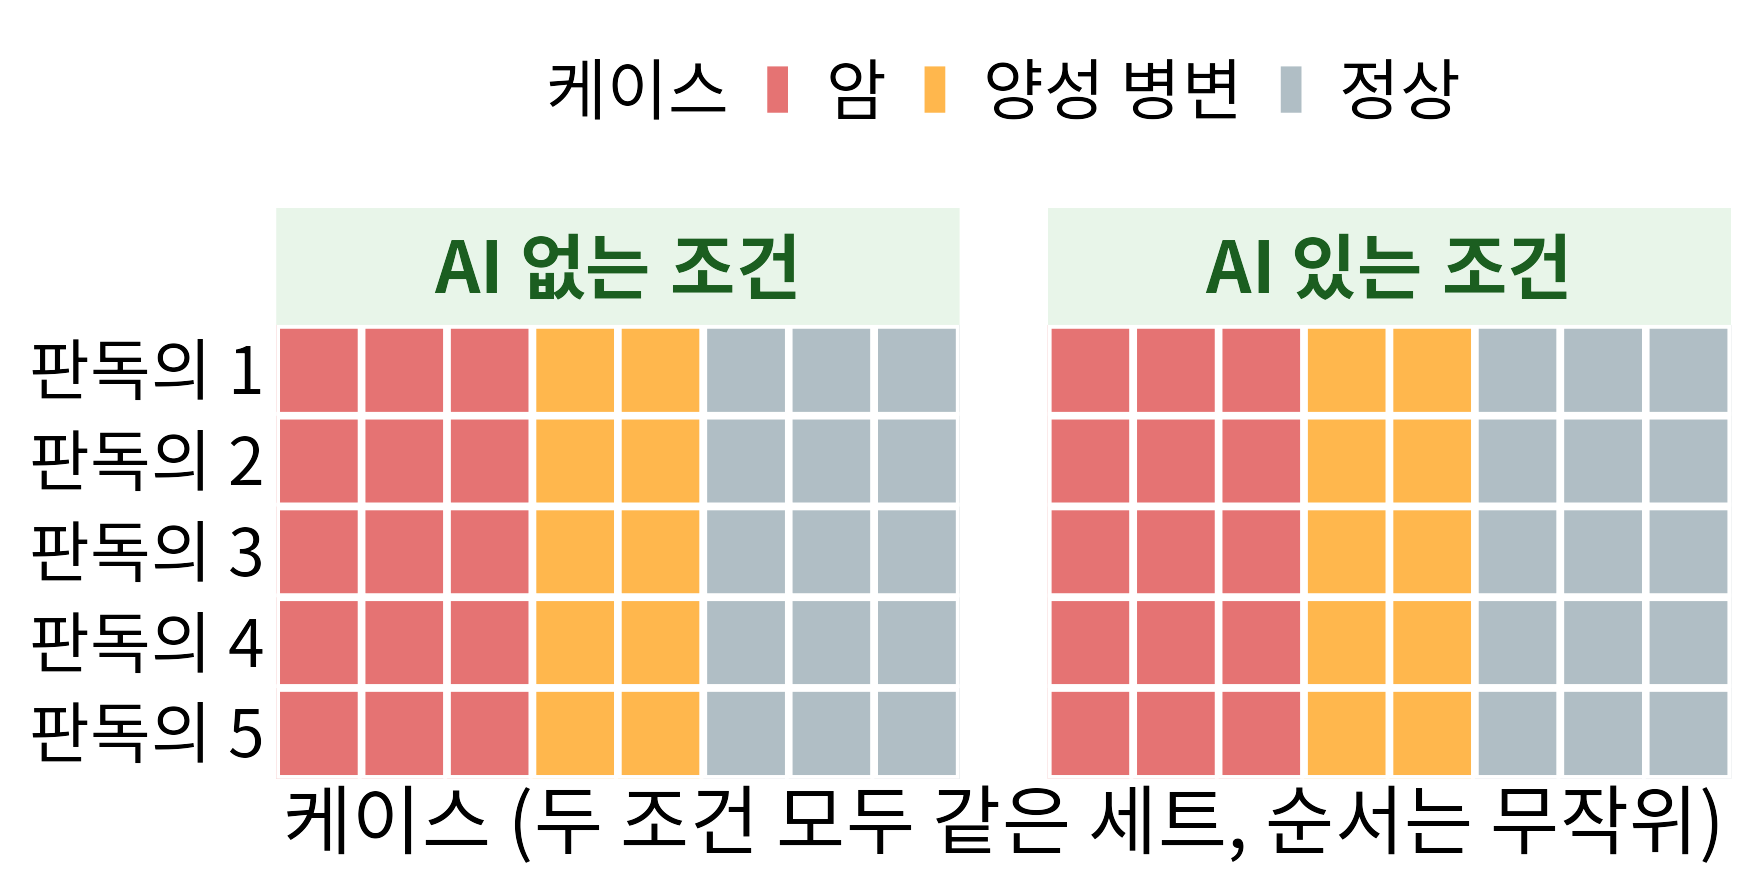 케이스 암 양성 병변 정상
AI 없는 조건 AI 있는 조건
판독의 1
판독의 2
판독의 3
판독의 4
판독의 5
케이스 (두 조건 모두 같은 세트, 순서는 무작위)